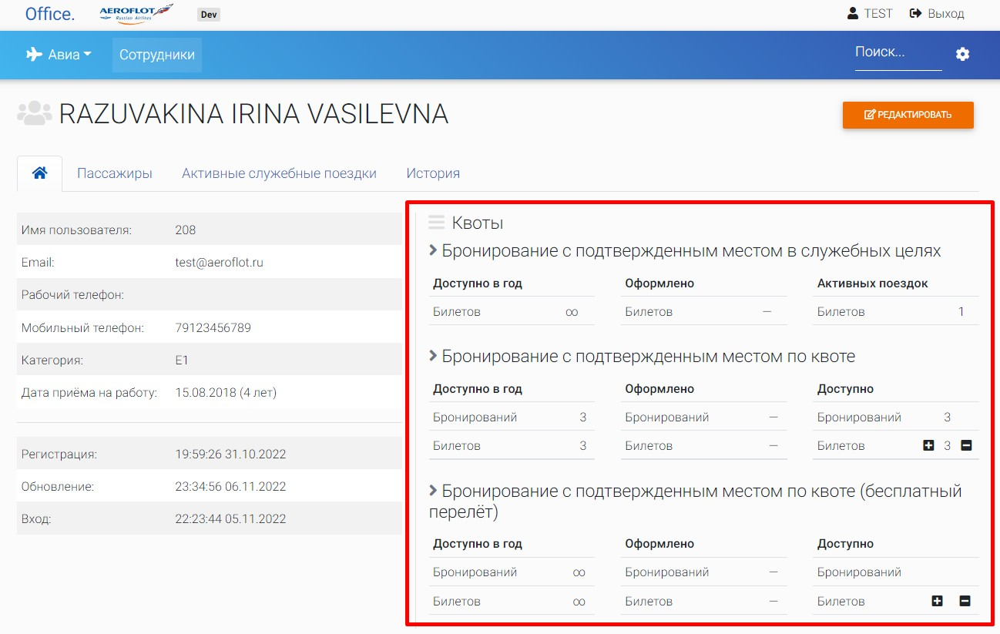 Office.
AEROFLOT
Russian Airlines
Dev
TEST
Выход
Авиа
Сотрудники
Поиск...
RAZUVAKINA IRINA VASILEVNA
РЕДАКТИРОВАТЬ
Пассажиры Активные служебные поездки История
Имя пользователя: 208
Email: test@aeroflot.ru
Рабочий телефон:
Мобильный телефон: 79123456789
Категория: E1
Дата приёма на работу: 15.08.2018 (4 лет)
Регистрация: 19:59:26 31.10.2022
Обновление: 23:34:56 06.11.2022
Вход: 22:23:44 05.11.2022
Квоты
Бронирование с подтвержденным местом в служебных целях
Доступно в год Оформлено Активных поездок
Билетов ∞ Билетов — Билетов 1
Бронирование с подтвержденным местом по квоте
Доступно в год Оформлено Доступно
Бронирований 3 Бронирований — Бронирований 3
Билетов 3 Билетов — Билетов 3
Бронирование с подтвержденным местом по квоте (бесплатный
перелёт)
Доступно в год Оформлено Доступно
Бронирований ∞ Бронирований — Бронирований
Билетов ∞ Билетов — Билетов